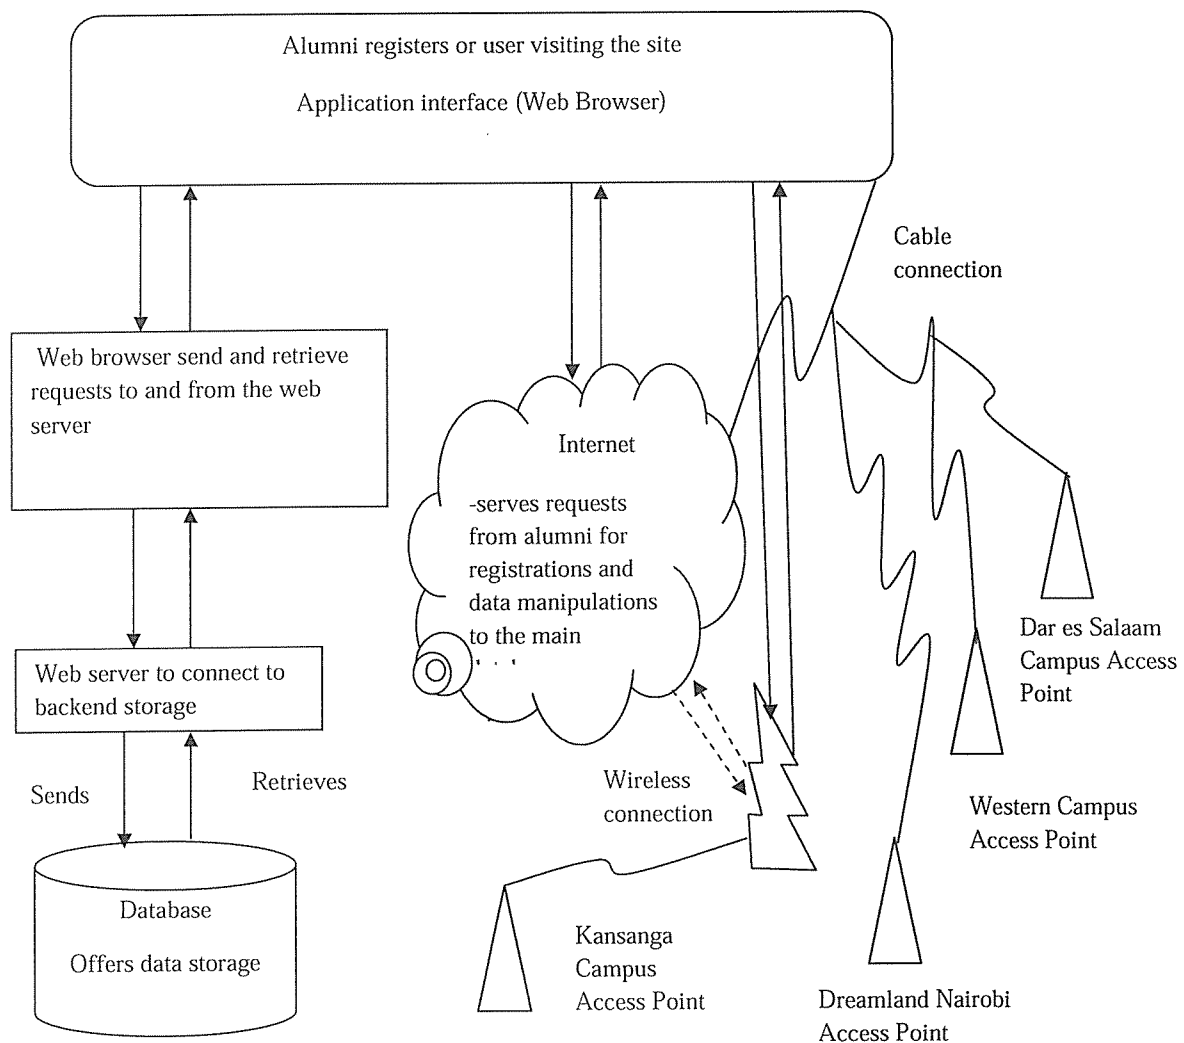 Alumni registers or user visiting the site
Application interface (Web Browser)
Cable
connection
Web browser send and retrieve
requests to and from the web
server
Internet
-serves requests
from alumni for
registrations and
data manipulations
to the main
Web server to connect to
backend storage
Sends
Retrieves
Wireless
connection
Dar es Salaam
Campus Access
Point
Western Campus
Access Point
Database
Offers data storage
Kansanga
Campus
Access Point
Dreamland Nairobi
Access Point